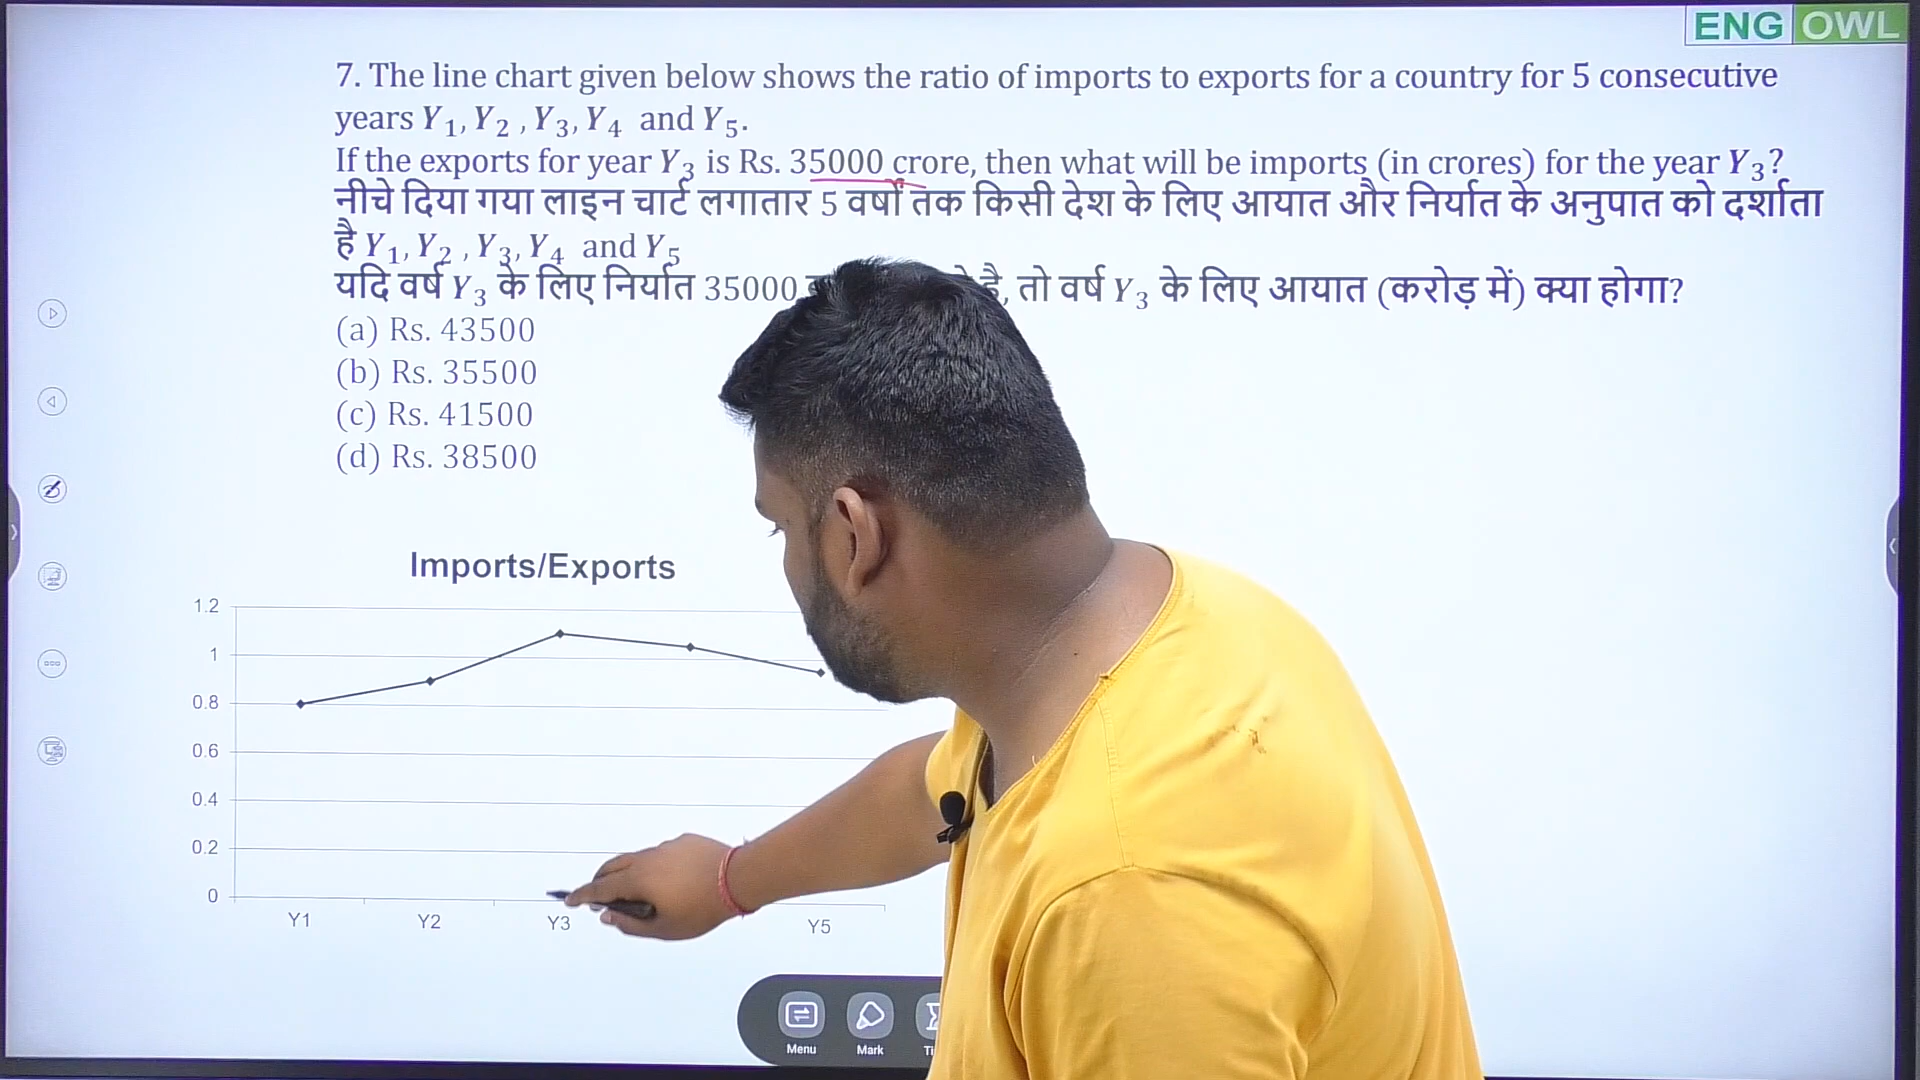 ENG OWL
7. The line chart given below shows the ratio of imports to exports for a country for 5 consecutive
years Y1, Y2 , Y3, Y4 and Y5.
If the exports for year Y3 is Rs. 35000 crore, then what will be imports (in crores) for the year Y3?
नीचे दिया गया लाइन चार्ट लगातार 5 वर्षों तक किसी देश के लिए आयात और निर्यात के अनुपात को दर्शाता
है Y1, Y2 , Y3, Y4 and Y5
यदि वर्ष Y3 के लिए निर्यात 35000 है, तो वर्ष Y3 के लिए आयात (करोड़ में) क्या होगा?
(a) Rs. 43500
(b) Rs. 35500
(c) Rs. 41500
(d) Rs. 38500
Imports/Exports
1.2
1
0.8
0.6
0.4
0.2
0
Y1 Y2 Y3 Y5
Menu Mark